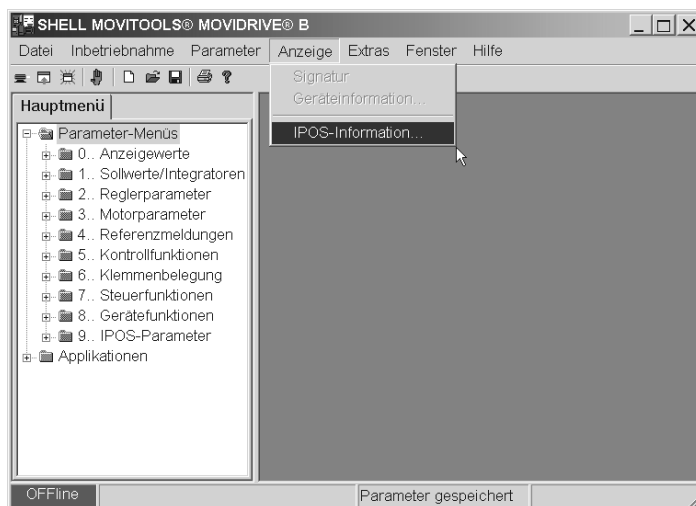 SHELL MOVITOOLS® MOVIDRIVE® B
Datei Inbetriebnahme Parameter Anzeige Extras Fenster Hilfe
Signatur
Geräteinformation...
IPOS-Information...
Hauptmenü
Parameter-Menüs
0.. Anzeigewerte
1.. Sollwerte/Integratoren
2.. Reglerparameter
3.. Motorparameter
4.. Referenzmeldungen
5.. Kontrollfunktionen
6.. Klemmenbelegung
7.. Steuerfunktionen
8.. Gerätefunktionen
9.. IPOS-Parameter
Applikationen
OFFline Parameter gespeichert